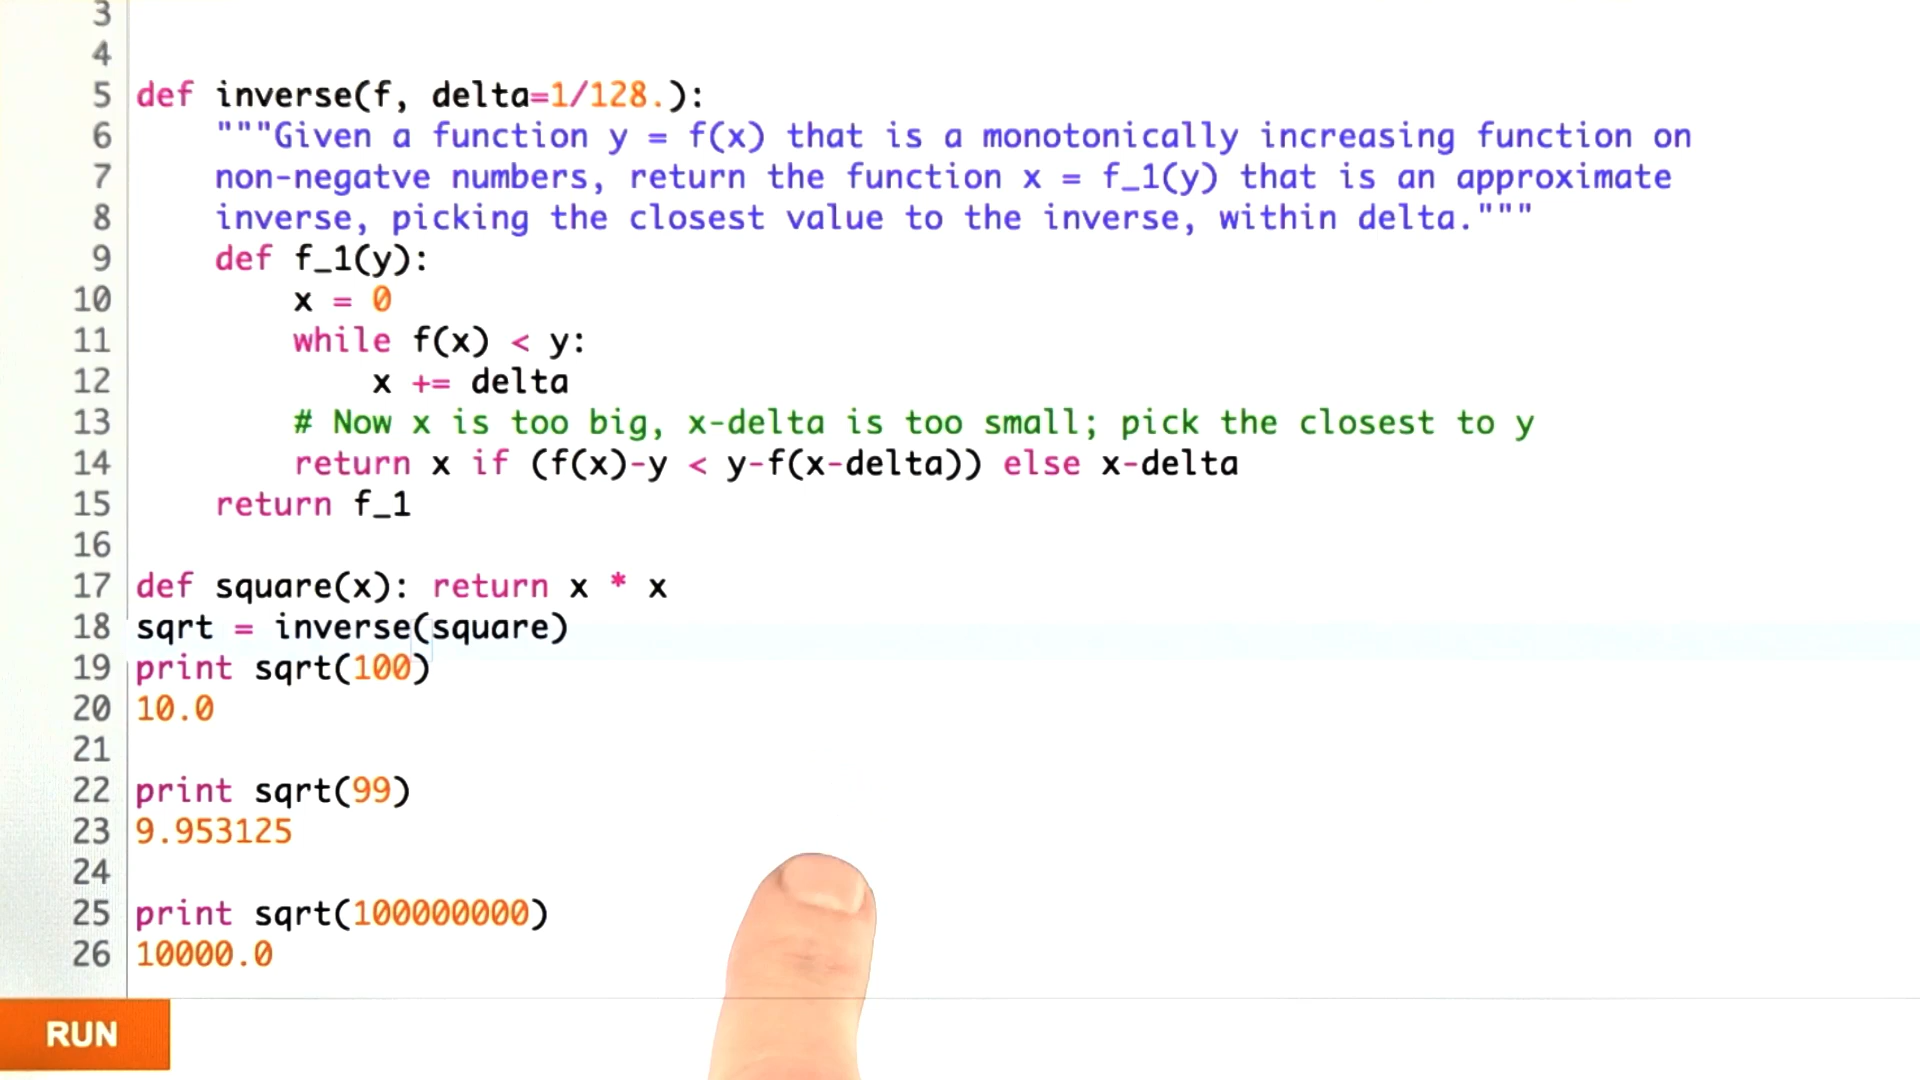 3
4
5 def inverse(f, delta=1/128.):
6 """Given a function y = f(x) that is a monotonically increasing function on
7 non-negatve numbers, return the function x = f_1(y) that is an approximate
8 inverse, picking the closest value to the inverse, within delta."""
9 def f_1(y):
10 x = 0
11 while f(x) < y:
12 x += delta
13 # Now x is too big, x-delta is too small; pick the closest to y
14 return x if (f(x)-y < y-f(x-delta)) else x-delta
15 return f_1
16
17 def square(x): return x * x
18 sqrt = inverse(square)
19 print sqrt(100)
20 10.0
21
22 print sqrt(99)
23 9.953125
24
25 print sqrt(100000000)
26 10000.0
RUN